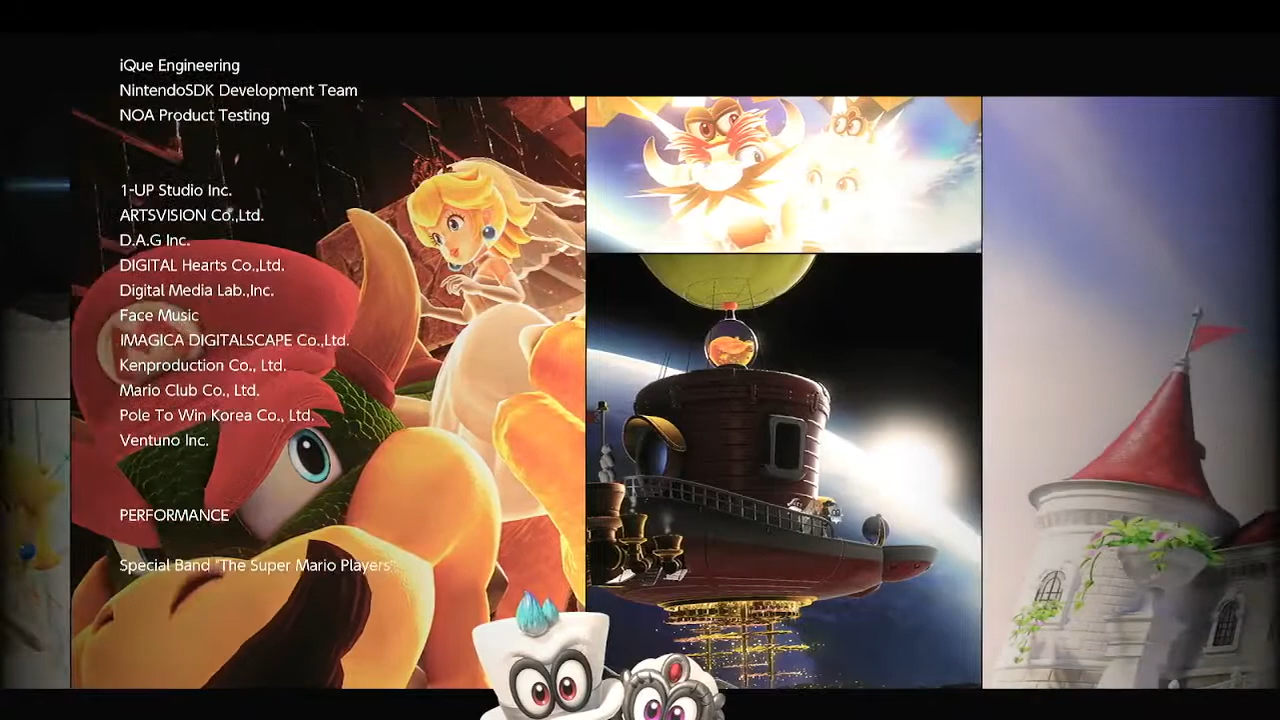 iQue Engineering
NintendoSDK Development Team
NOA Product Testing
1-UP Studio Inc.
ARTSVISION Co.,Ltd.
D.A.G Inc.
DIGITAL Hearts Co.,Ltd.
Digital Media Lab.,Inc.
Face Music
IMAGICA DIGITALSCAPE Co.,Ltd.
Kenproduction Co., Ltd.
Mario Club Co., Ltd.
Pole To Win Korea Co., Ltd.
Ventuno Inc.
PERFORMANCE
Special Band "The Super Mario Players"